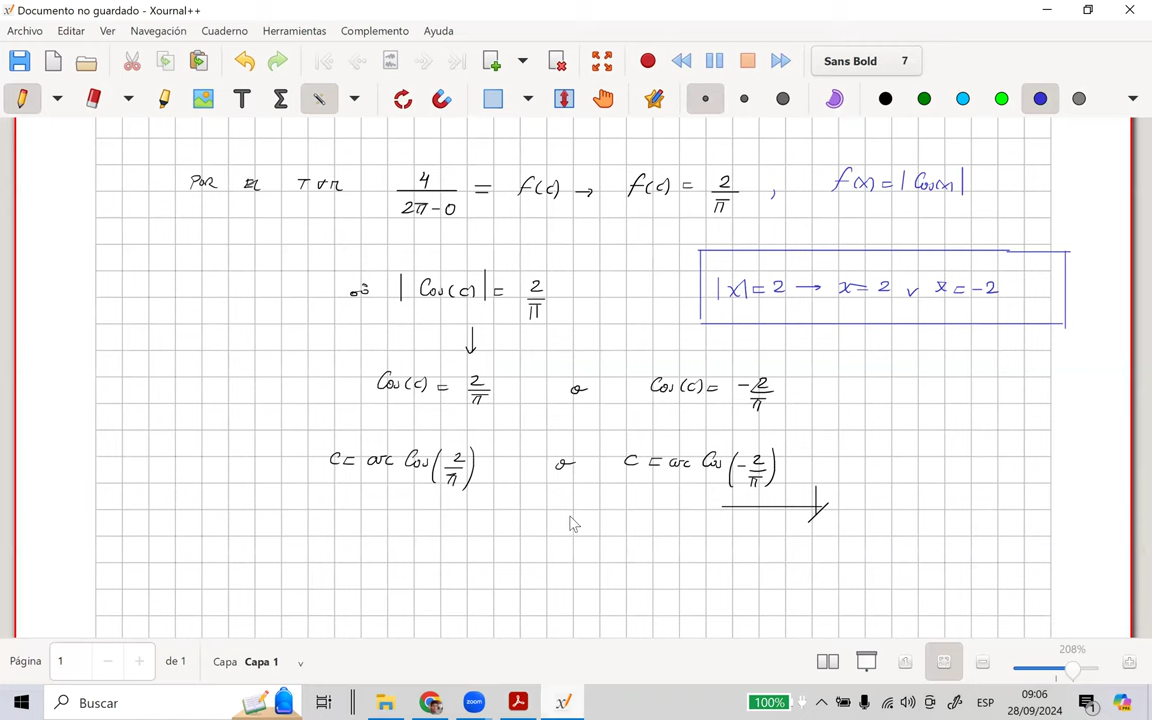 Documento no guardado - Xournal++
Archivo Editar Ver Navegación Cuaderno Herramientas Complemento Ayuda
Sans Bold 7
POR EL TVM 4/(2π-0) = f(c) → f(c) = 2/π , f(x) = |Cos(x)|
|Cos(c)| = 2/π
|x| = 2 → x = 2 ∨ x = -2
↓
Cos(c) = 2/π o Cos(c) = -2/π
c = arc Cos(2/π) o c = arc Cos(-2/π)
Página 1 de 1 Capa Capa 1 208%
Buscar 100% ESP 09:06
28/09/2024 1